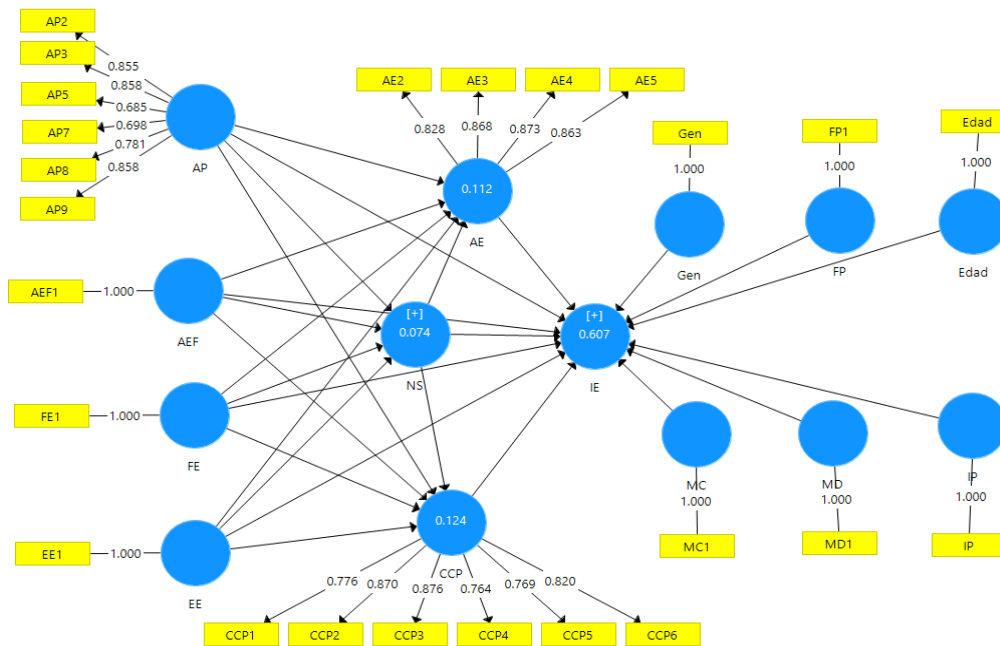 AP2
AP3
AP5
AP7
AP8
AP9
0.855
0.858
0.685
0.698
0.781
0.858
AP
AE2
AE3
AE4
AE5
0.828
0.868
0.873
0.863
0.112
AE
Gen
1.000
Gen
FP1
1.000
FP
Edad
1.000
Edad
AEF1
1.000
AEF
[+]
0.074
NS
[+]
0.607
IE
FE1
1.000
FE
MC
1.000
MC1
MD
1.000
MD1
IP
1.000
IP
EE1
1.000
EE
0.124
CCP
0.776
0.870
0.876
0.764
0.769
0.820
CCP1
CCP2
CCP3
CCP4
CCP5
CCP6